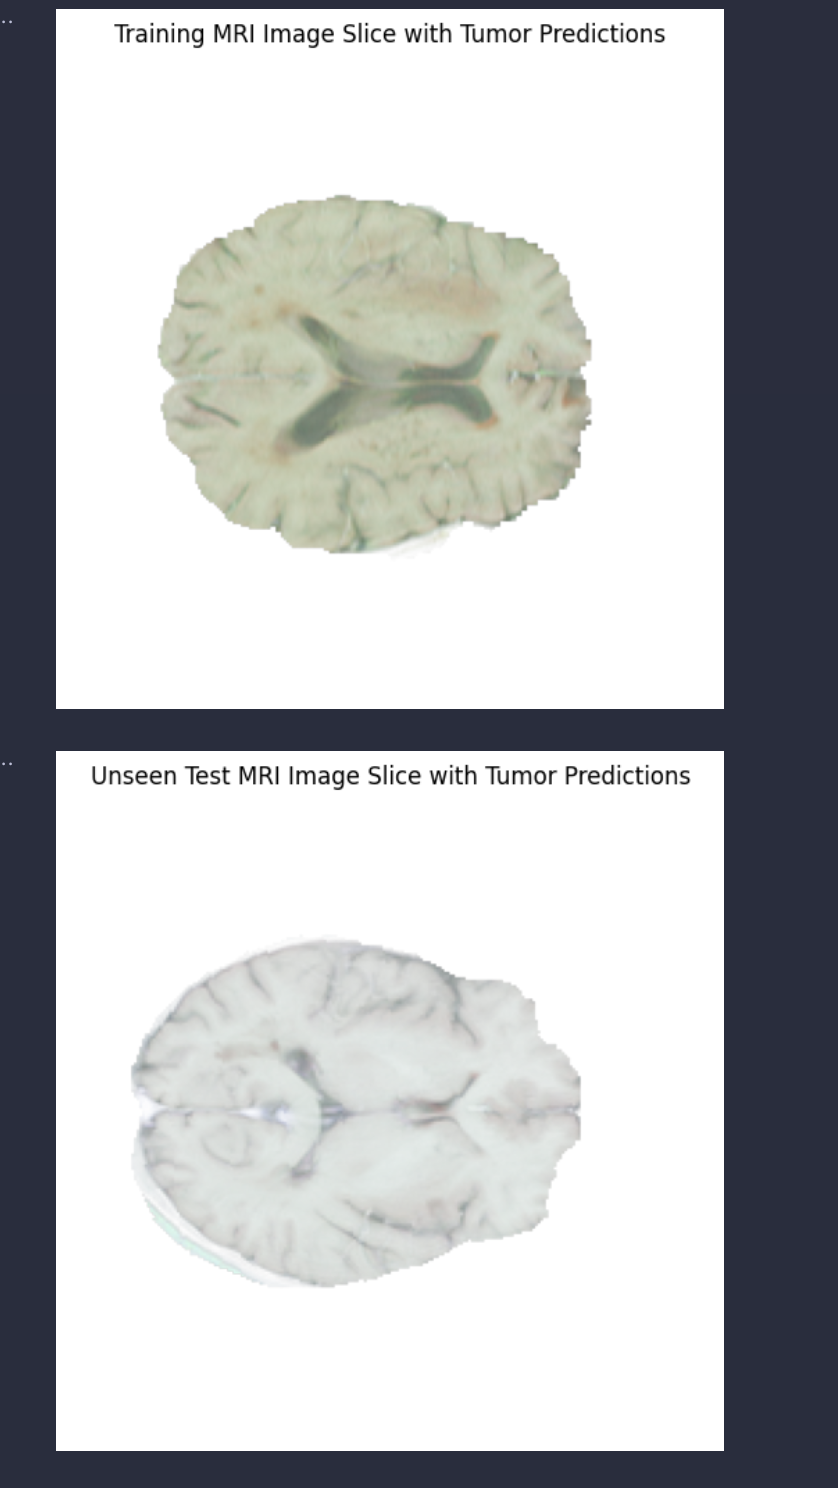 Training MRI Image Slice with Tumor Predictions
Unseen Test MRI Image Slice with Tumor Predictions